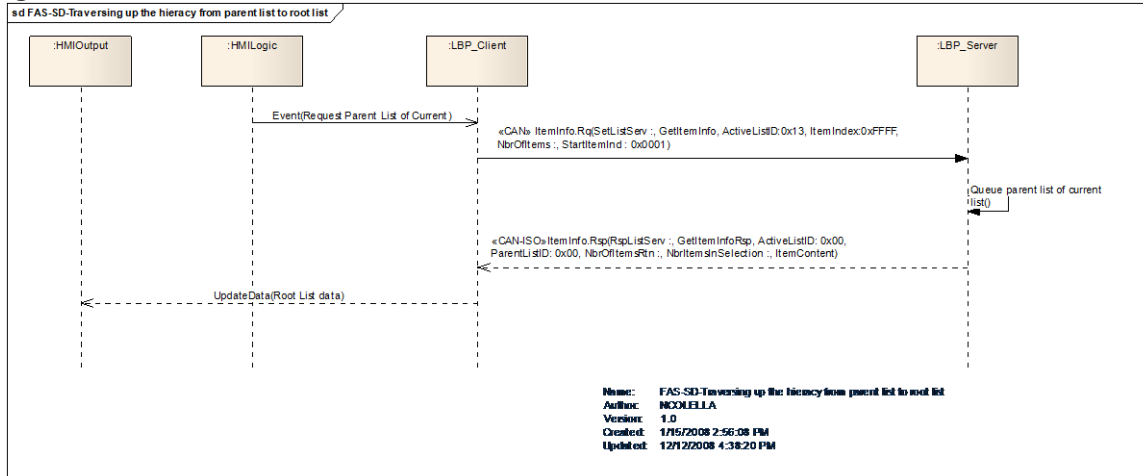 sd FAS-SD-Traversing up the hieracy from parent list to root list
:HMIOutput
:HMILogic
:LBP_Client
:LBP_Server
Event(Request Parent List of Current)
«CAN» ItemInfo.Rq(SetListServ :, GetItemInfo, ActiveListID:0x13, ItemIndex:0xFFFF,
NbrOfItems :, StartItemInd : 0x0001)
Queue parent list of current
list()
«CAN-ISO»ItemInfo.Rsp(RspListServ :, GetItemInfoRsp, ActiveListID: 0x00,
ParentListID: 0x00, NbrOfItemsRtn :, NbrItemsInSelection :, ItemContent)
UpdateData(Root List data)
Name: FAS-SD-Traversing up the hieracy from parent list to root list
Author: NCOLELLA
Version: 1.0
Created: 1/15/2008 2:56:08 PM
Updated: 12/12/2008 4:38:20 PM